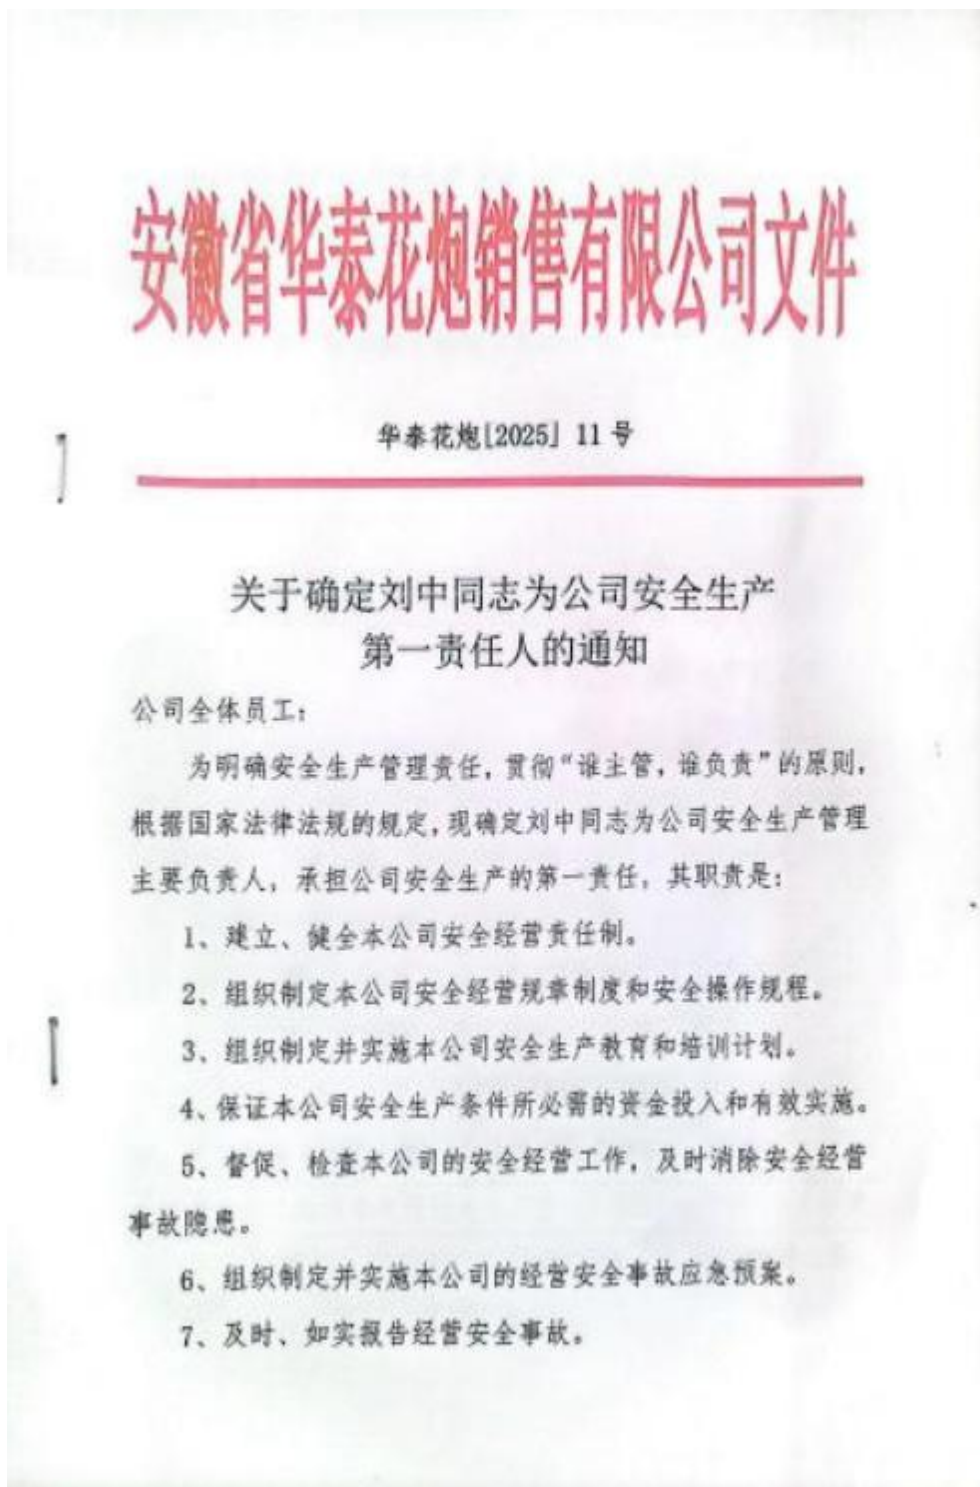 安徽省华泰花炮销售有限公司文件
华泰花炮[2025] 11号
关于确定刘中同志为公司安全生产
第一责任人的通知
公司全体员工：
为明确安全生产管理责任，贯彻“谁主管，谁负责”的原则，
根据国家法律法规的规定，现确定刘中同志为公司安全生产管理
主要负责人，承担公司安全生产的第一责任，其职责是：
1、建立、健全本公司安全经营责任制。
2、组织制定本公司安全经营规章制度和安全操作规程。
3、组织制定并实施本公司安全生产教育和培训计划。
4、保证本公司安全生产条件所必需的资金投入和有效实施。
5、督促、检查本公司的安全经营工作，及时消除安全经营
事故隐患。
6、组织制定并实施本公司的经营安全事故应急预案。
7、及时、如实报告经营安全事故。